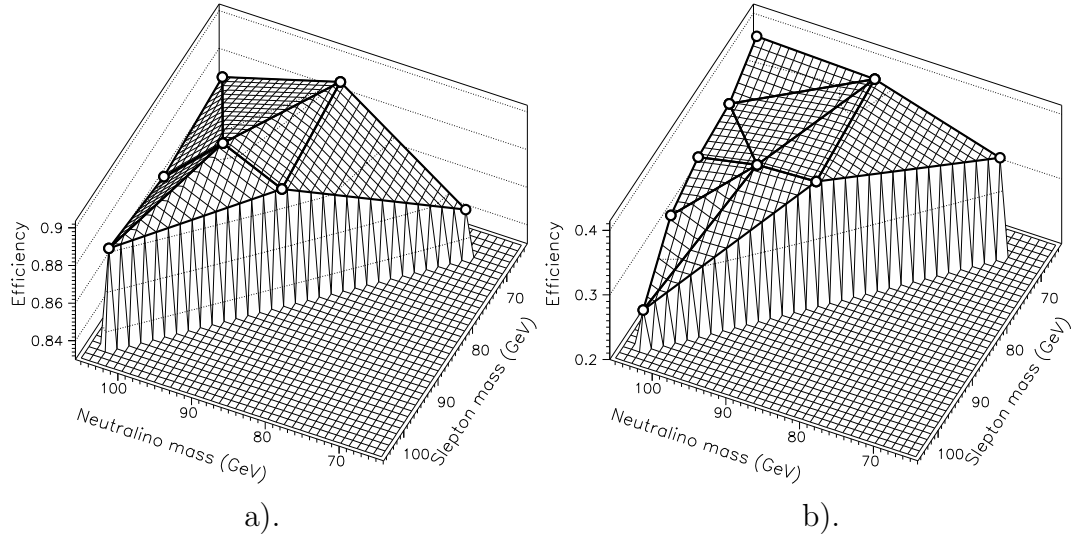 Efficiency
0.9
0.88
0.86
0.84
100
90
80
70
Neutralino mass (GeV)
70
80
90
100
Slepton mass (GeV)
a).
Efficiency
0.4
0.3
0.2
100
90
80
70
Neutralino mass (GeV)
70
80
90
100
Slepton mass (GeV)
b).